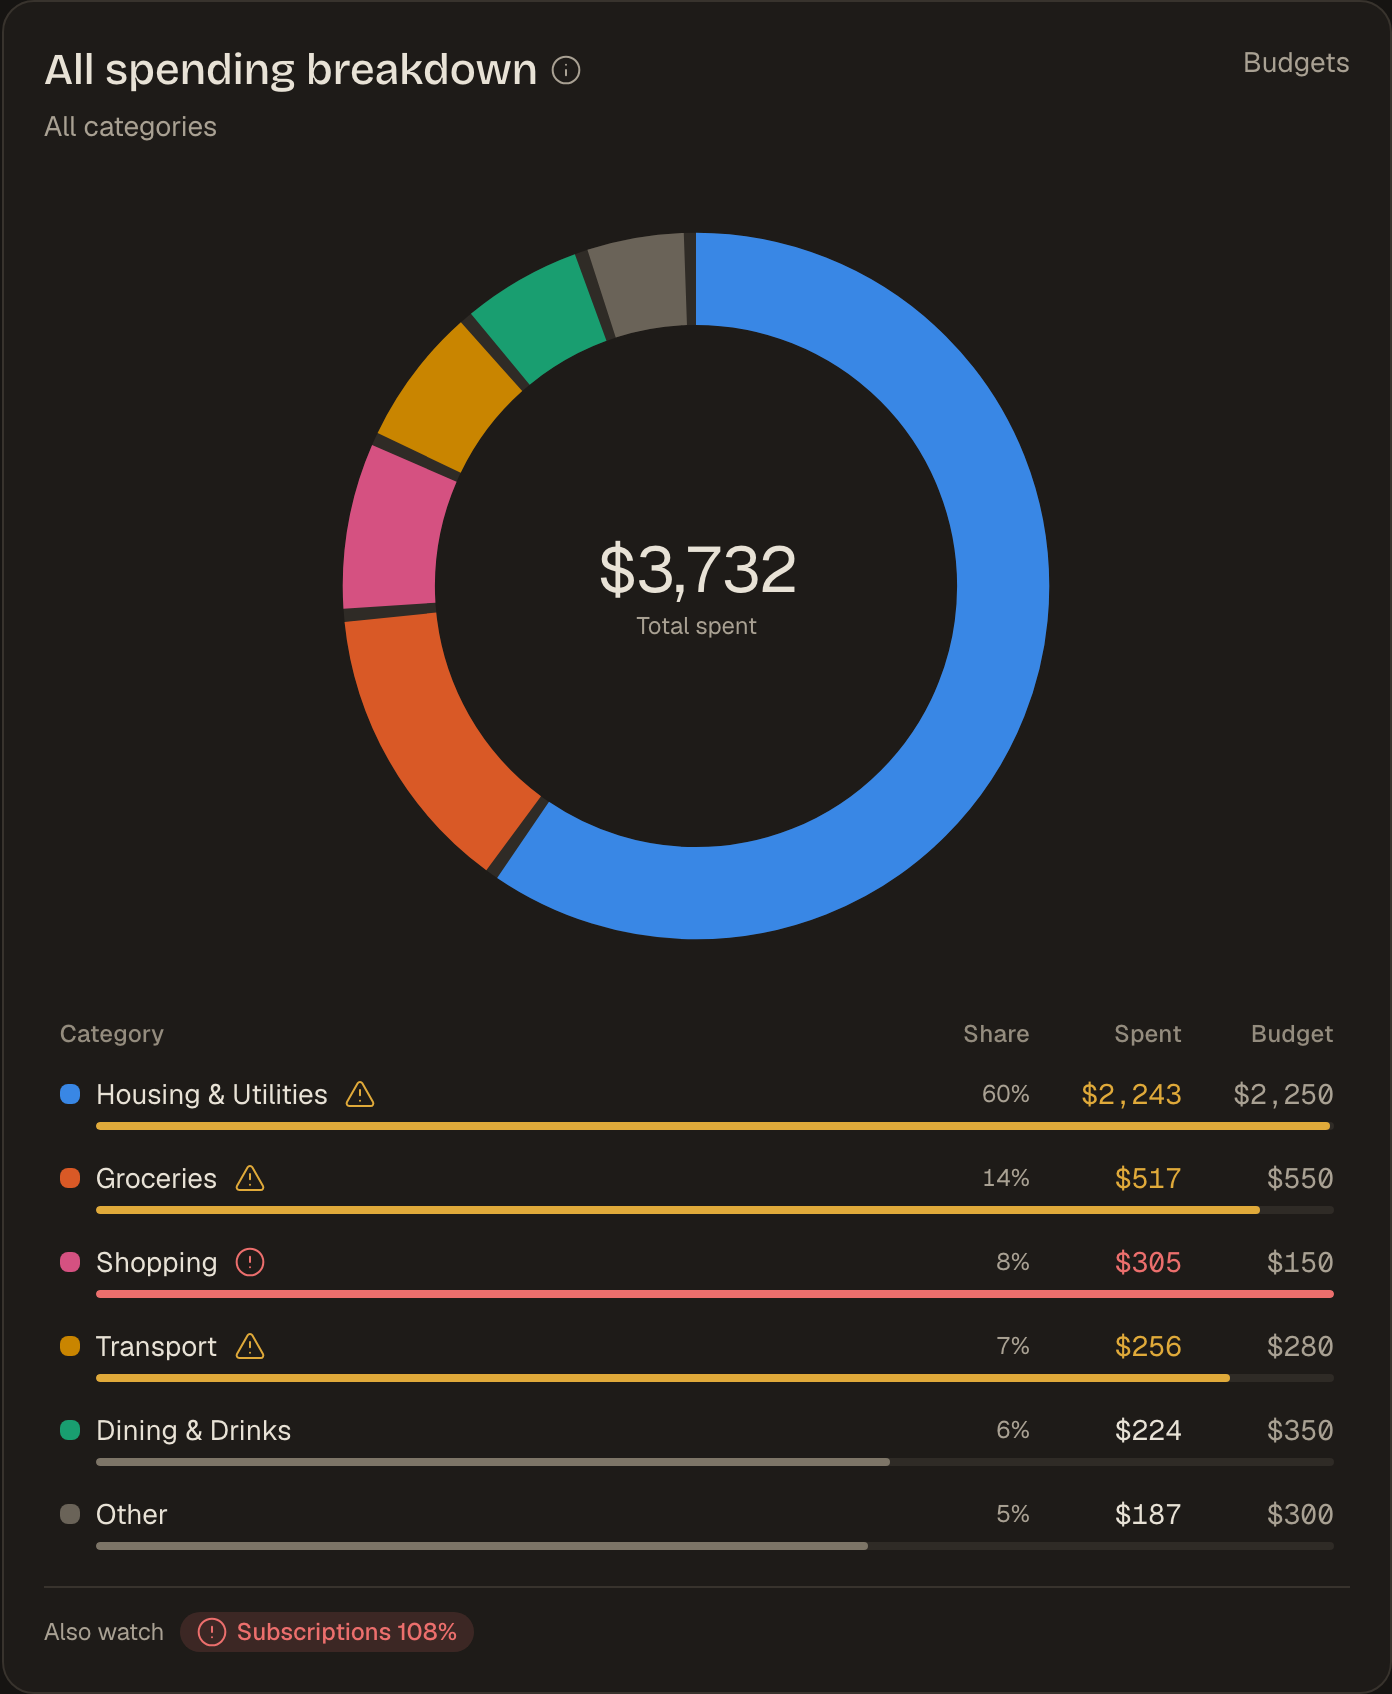 All spending breakdown
Budgets
All categories
$3,732
Total spent
Category Share Spent Budget
Housing & Utilities 60% $2,243 $2,250
Groceries 14% $517 $550
Shopping 8% $305 $150
Transport 7% $256 $280
Dining & Drinks 6% $224 $350
Other 5% $187 $300
Also watch Subscriptions 108%